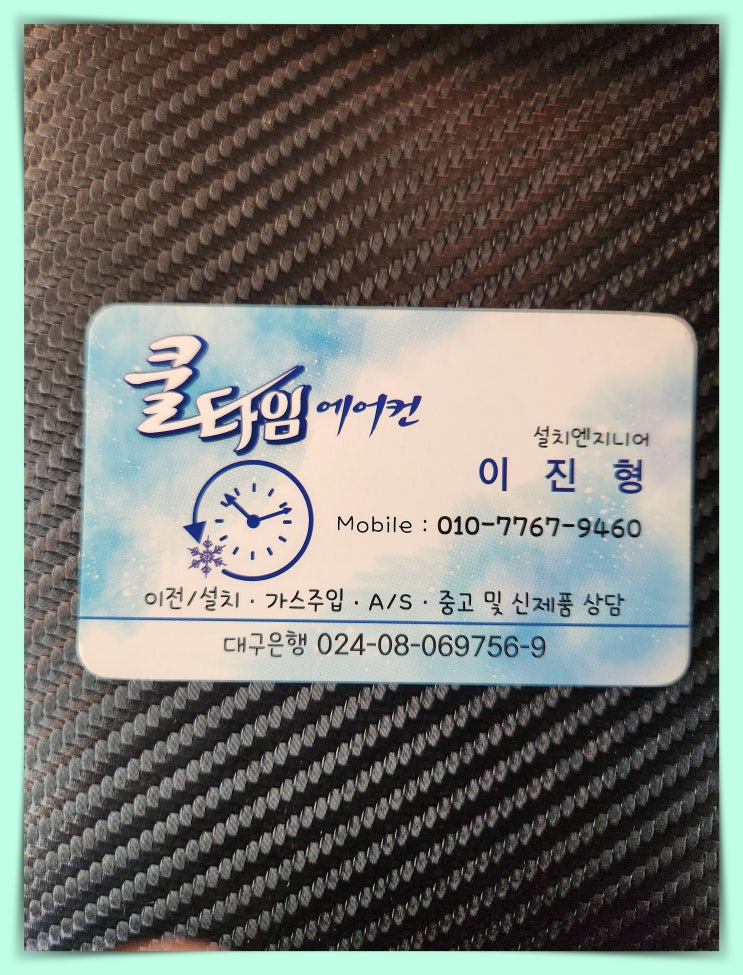 쿨타임 에어컨
설치엔지니어
이 진 형
Mobile : 010-7767-9460
이전/설치 · 가스주입 · A/S · 중고 및 신제품 상담
대구은행 024-08-069756-9